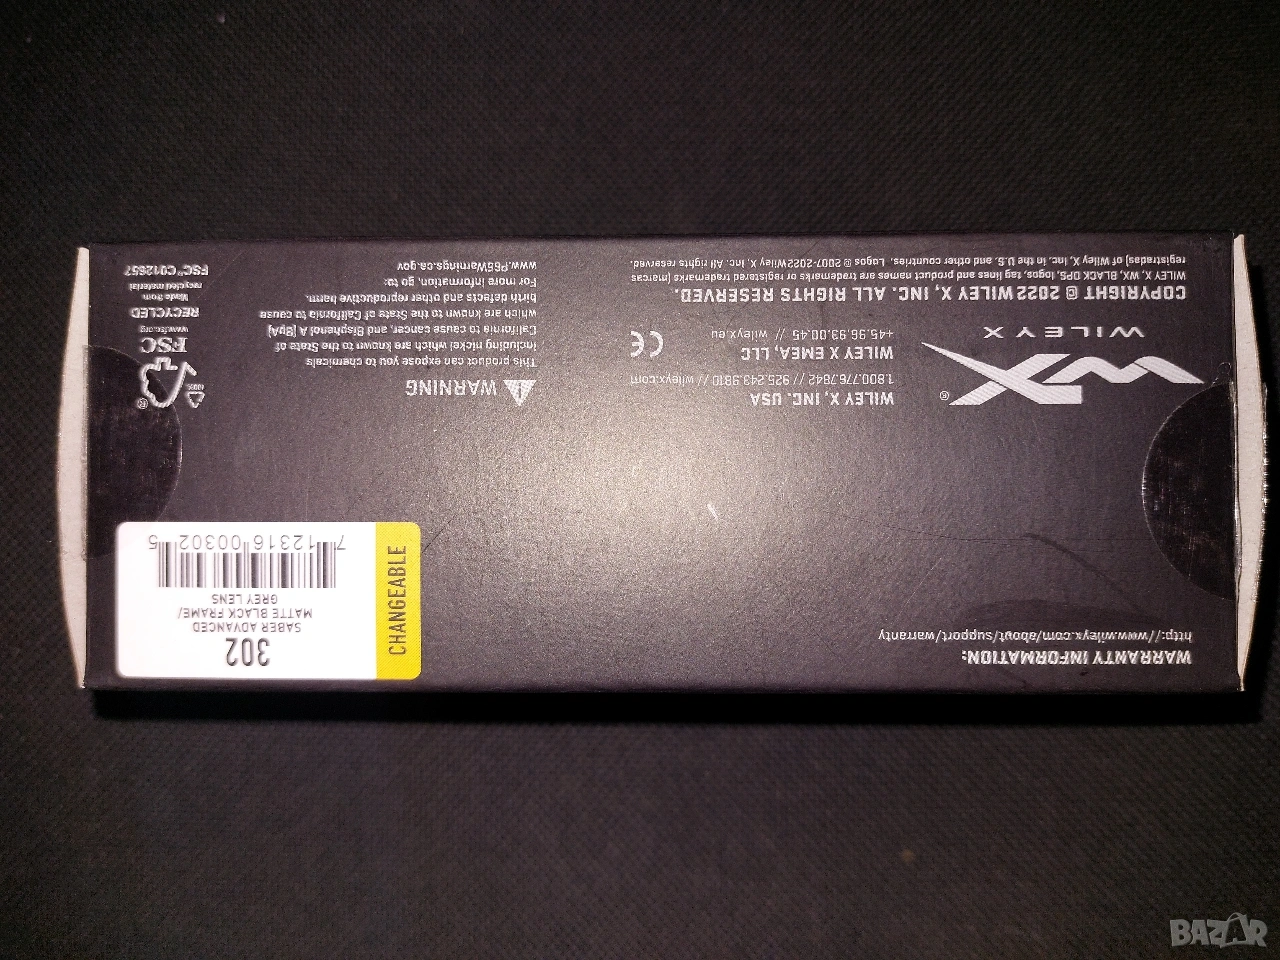 WARRANTY INFORMATION:
http://www.wileyx.com/about/support/warranty
WX®
WILEY X
WILEY X, INC. USA
1.800.776.7842 // 925.243.9810 // wileyx.com
WILEY X EMEA, LLC
+45.96.93.00.45 // wileyx.eu
CE
COPYRIGHT © 2022 WILEY X, INC. ALL RIGHTS RESERVED.
WILEY X, WX, BLACK OPS, logos, tag lines and product names are trademarks or registered trademarks [marcas
registradas] of Wiley X, Inc. in the U.S. and other countries. Logos © 2007-2022 Wiley X, Inc. All rights reserved.
302
SABER ADVANCED
MATTE BLACK FRAME/
GREY LENS
7 12316 00302 5
CHANGEABLE
WARNING
This product can expose you to chemicals
including nickel which are known to the State of
California to cause cancer, and Bisphenol A [BpA]
which are known to the State of California to cause
birth defects and other reproductive harm.
For more information, go to:
www.P65Warnings.ca.gov
100%
®
FSC
www.fsc.org
RECYCLED
Made from
recycled material
FSC® C012657
BAZAR